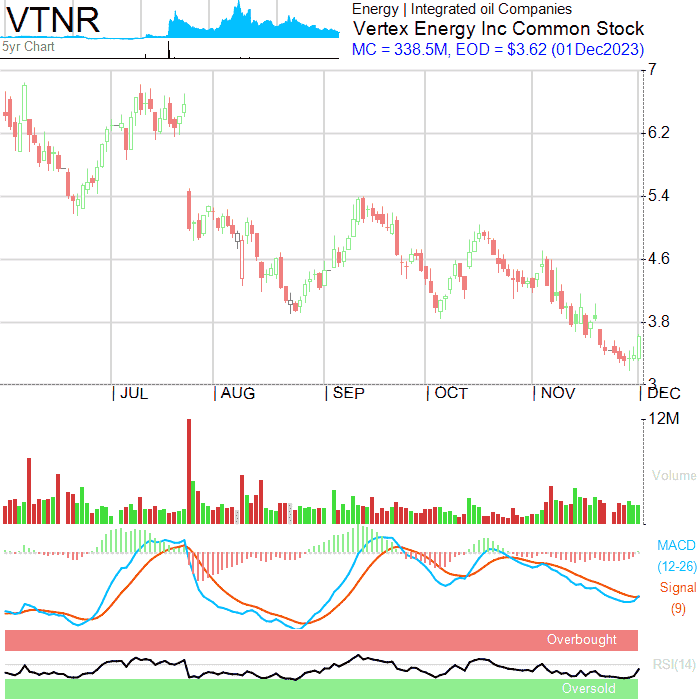 VTNR
5yr Chart
Energy | Integrated oil Companies
Vertex Energy Inc Common Stock
MC = 338.5M, EOD = $3.62 (01Dec2023)
7
6.2
5.4
4.6
3.8
3
JUL
AUG
SEP
OCT
NOV
DEC
12M
Volume
MACD
(12-26)
Signal
(9)
Overbought
RSI(14)
Oversold